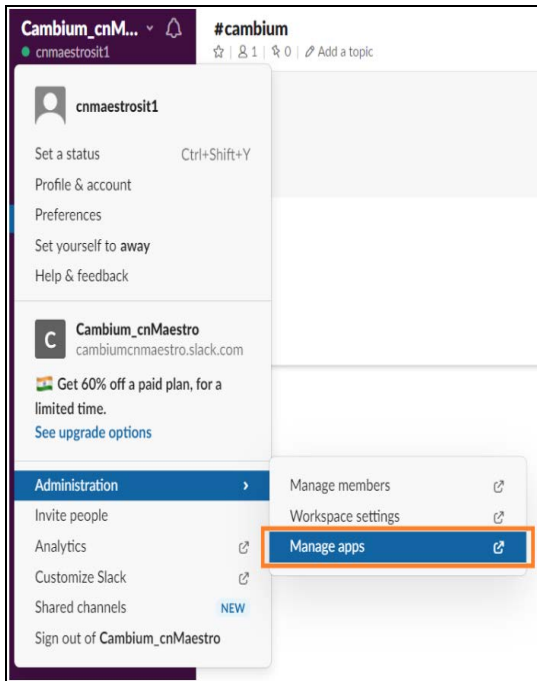 Cambium_cnM...
cnmaestrosit1
#cambium
1 | 0 | Add a topic
cnmaestrosit1
Set a status Ctrl+Shift+Y
Profile & account
Preferences
Set yourself to away
Help & feedback
C
Cambium_cnMaestro
cambiumcnmaestro.slack.com
Get 60% off a paid plan, for a
limited time.
See upgrade options
Administration
Invite people
Analytics
Customize Slack
Shared channels NEW
Sign out of Cambium_cnMaestro
Manage members
Workspace settings
Manage apps